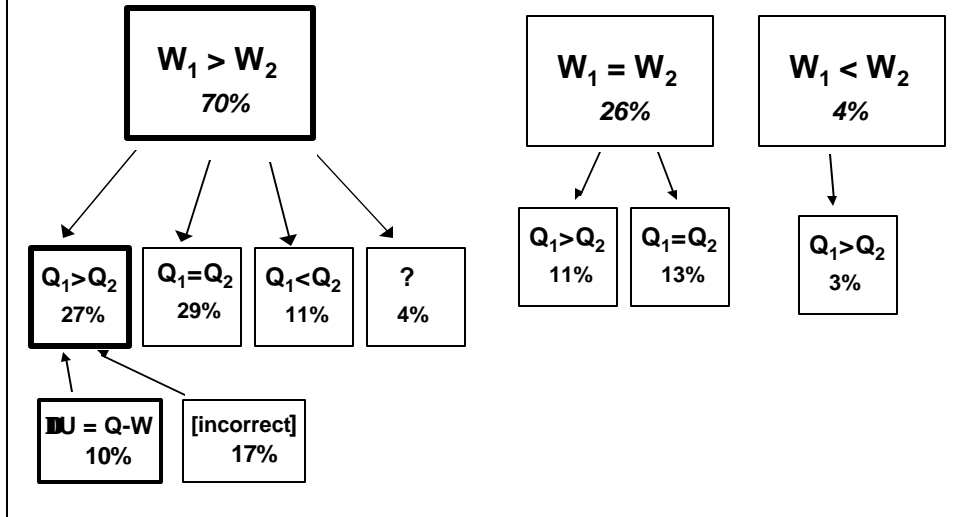 W₁ > W₂
70%
W₁ = W₂
26%
W₁ < W₂
4%
Q₁>Q₂
27%
Q₁=Q₂
29%
Q₁<Q₂
11%
?
4%
Q₁>Q₂
11%
Q₁=Q₂
13%
Q₁>Q₂
3%
U = Q-W
10%
[incorrect]
17%